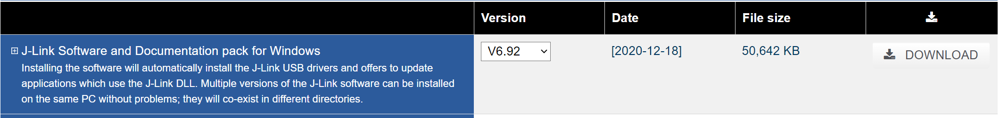 Version Date File size
J-Link Software and Documentation pack for Windows V6.92 [2020-12-18] 50,642 KB DOWNLOAD
Installing the software will automatically install the J-Link USB drivers and offers to update
applications which use the J-Link DLL. Multiple versions of the J-Link software can be installed
on the same PC without problems; they will co-exist in different directories.